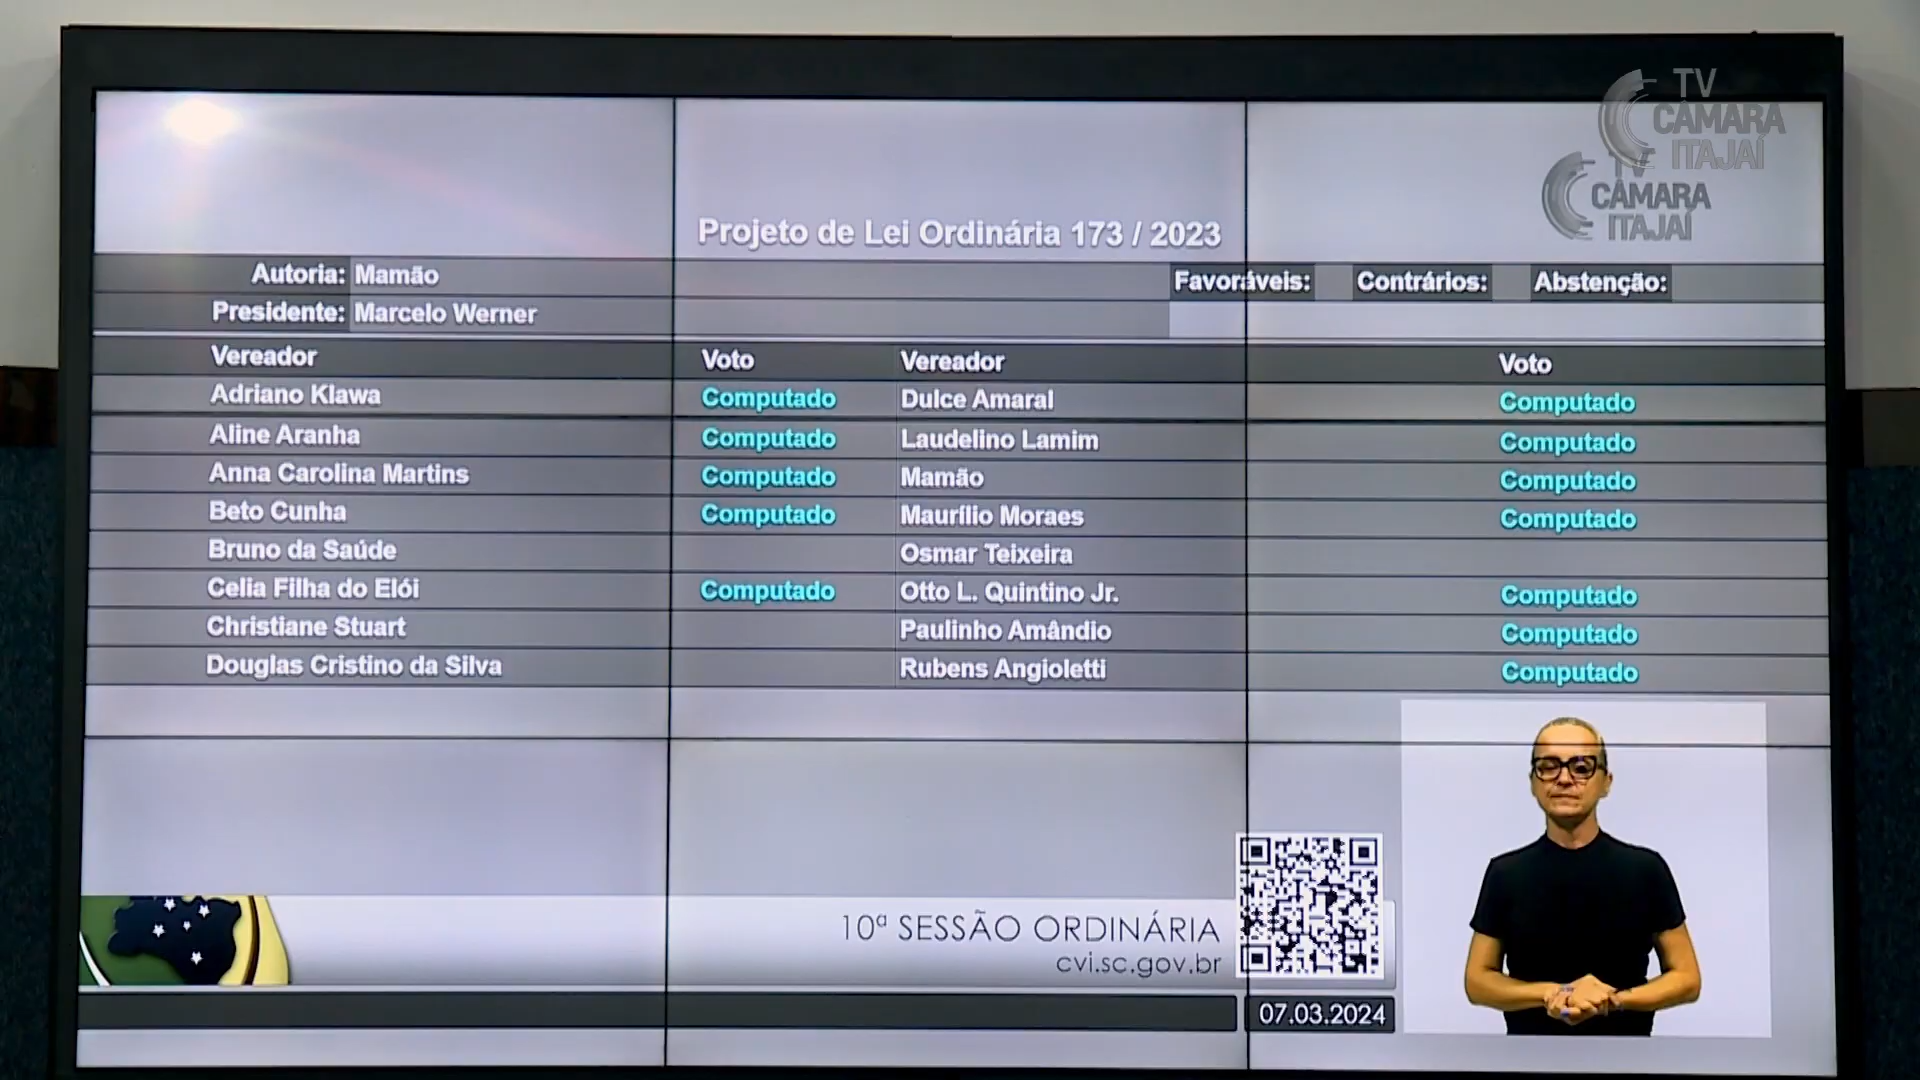 TV
CÂMARA
ITAJAÍ
TV
CÂMARA
ITAJAÍ
Projeto de Lei Ordinária 173 / 2023
Autoria: Mamão
Favoráveis: Contrários: Abstenção:
Presidente: Marcelo Werner
Vereador Voto Vereador Voto
Adriano Klawa Computado Dulce Amaral Computado
Aline Aranha Computado Laudelino Lamim Computado
Anna Carolina Martins Computado Mamão Computado
Beto Cunha Computado Maurílio Moraes Computado
Bruno da Saúde Osmar Teixeira
Celia Filha do Elói Computado Otto L. Quintino Jr. Computado
Christiane Stuart Paulinho Amândio Computado
Douglas Cristino da Silva Rubens Angioletti Computado
10ª SESSÃO ORDINÁRIA
cvi.sc.gov.br
07.03.2024